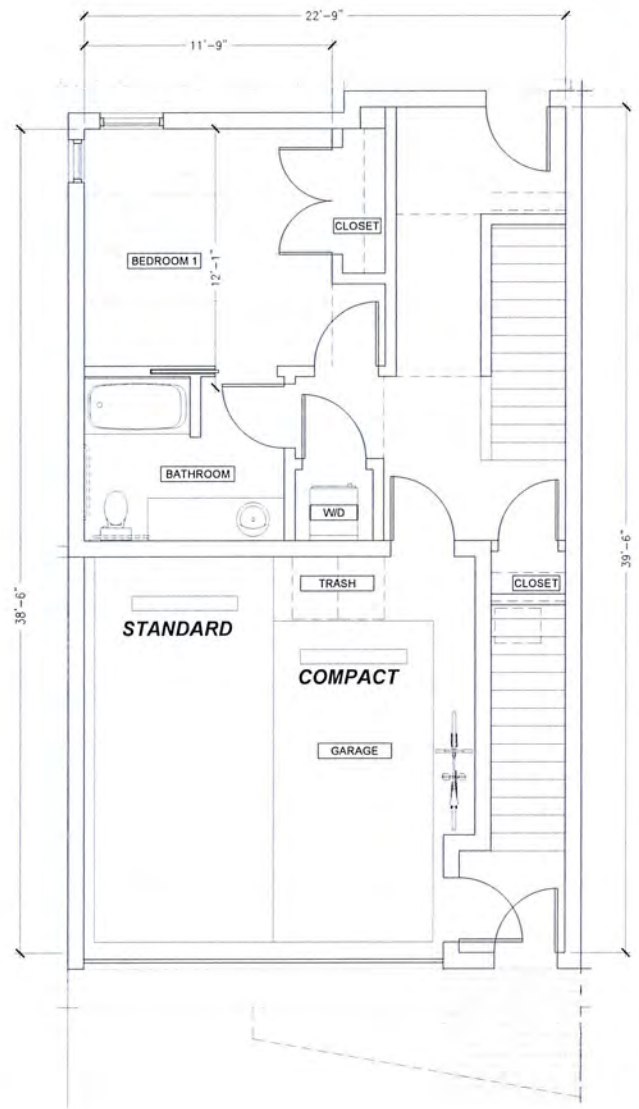 22'-9"
11'-9"
CLOSET
BEDROOM 1
12'-1"
BATHROOM
W/D
TRASH
CLOSET
STANDARD
COMPACT
GARAGE
38'-6"
39'-6"